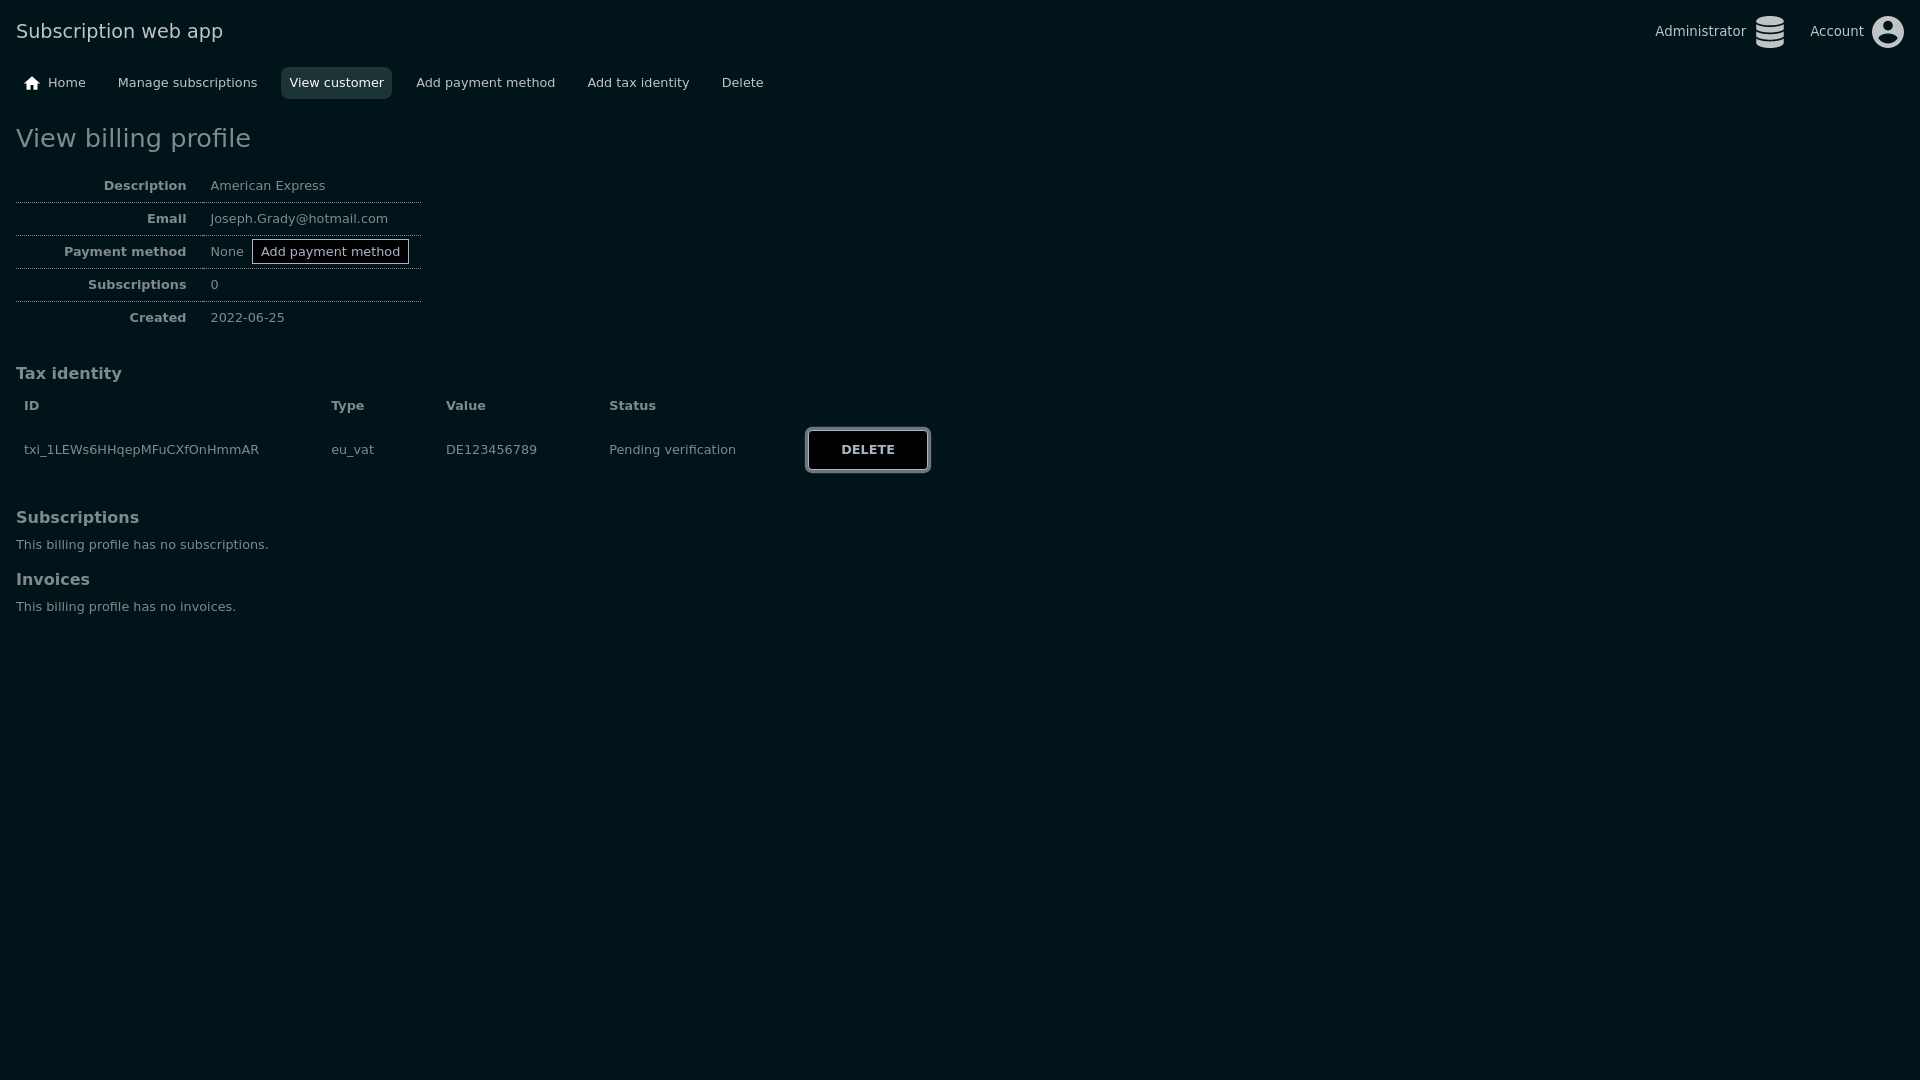 Subscription web app
Administrator Account
Home Manage subscriptions View customer Add payment method Add tax identity Delete
View billing profile
Description American Express
Email Joseph.Grady@hotmail.com
Payment method None Add payment method
Subscriptions 0
Created 2022-06-25
Tax identity
ID Type Value Status
txi_1LEWs6HHqepMFuCXfOnHmmAR eu_vat DE123456789 Pending verification DELETE
Subscriptions
This billing profile has no subscriptions.
Invoices
This billing profile has no invoices.